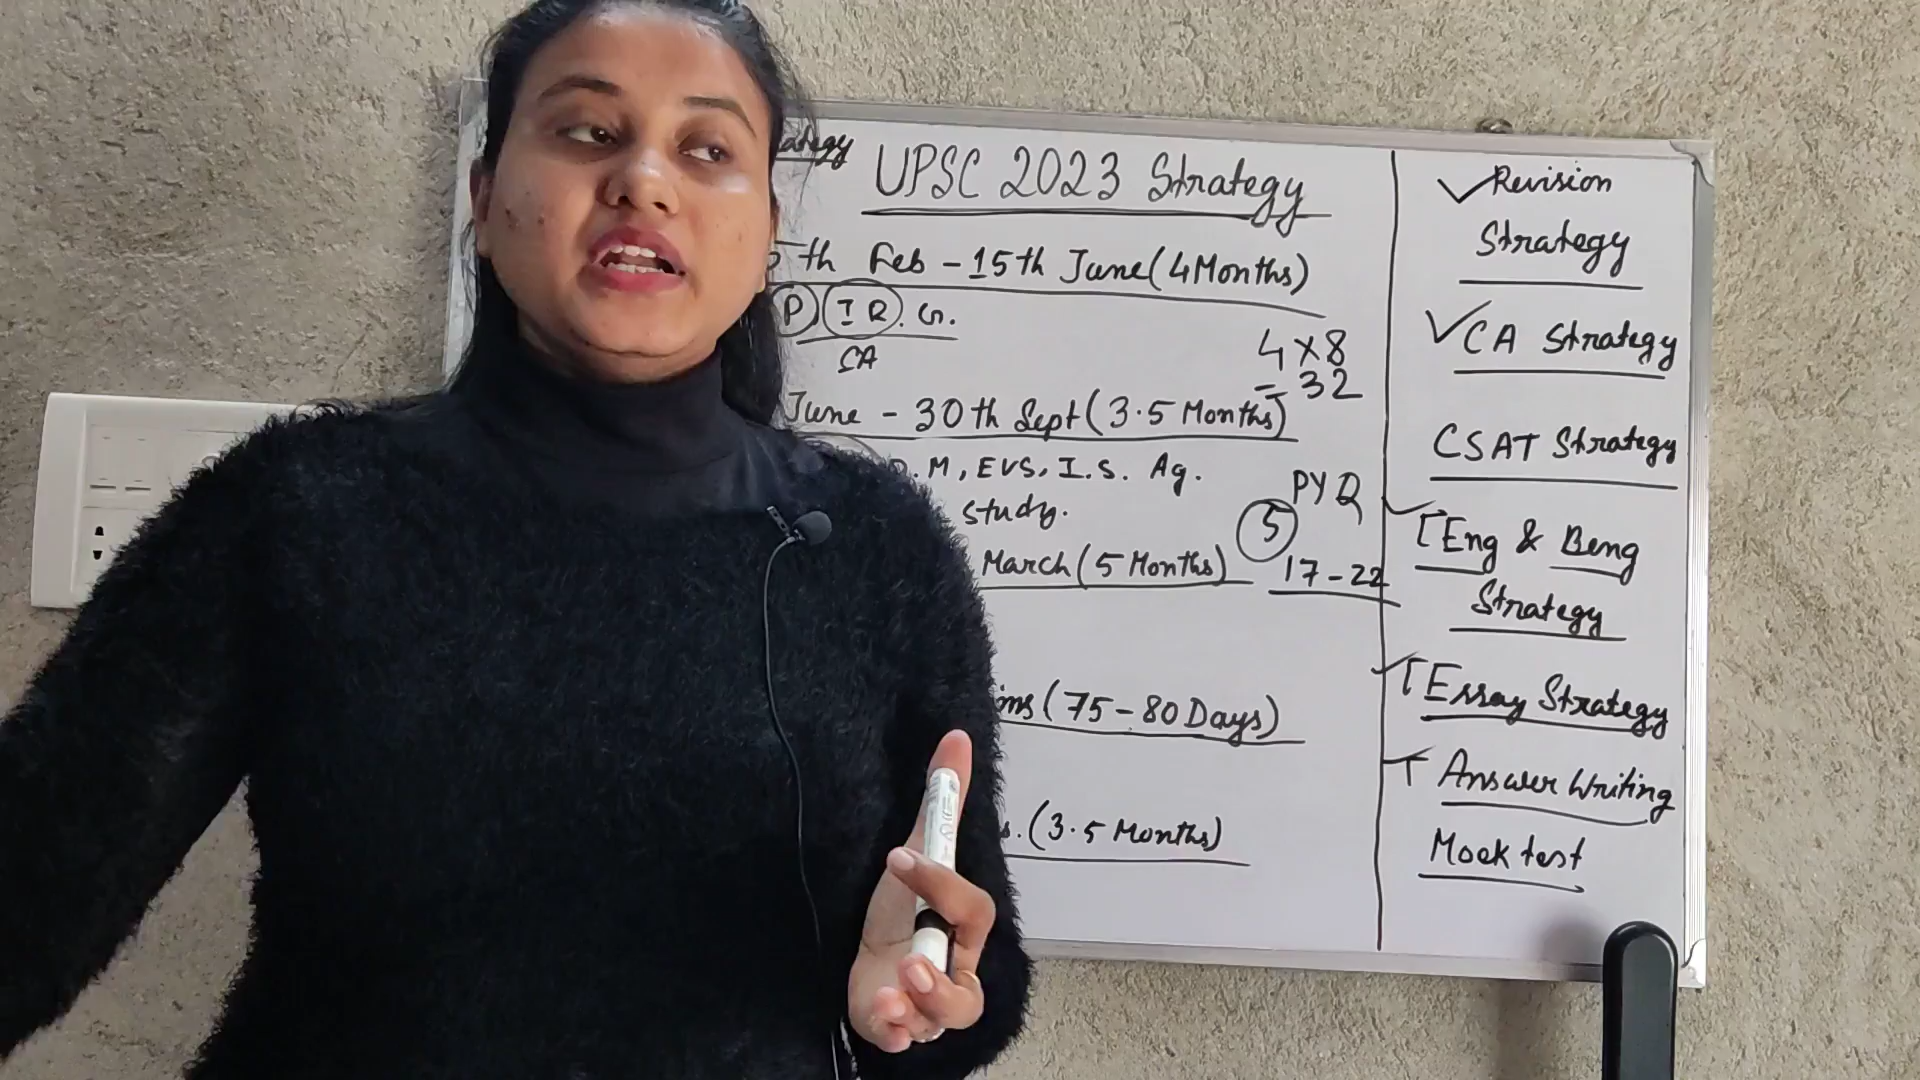 UPSC 2023 Strategy
th Feb - 15th June (4 Months)
P I R. G.
CA
4 x 8
= 32
June - 30th Sept (3.5 Months)
M, EVS, I.S. Ag.
study.
PYQ
5
17-22
March (5 Months)
(75-80 Days)
(3.5 Months)
Revision
Strategy
CA Strategy
CSAT Strategy
[Eng & Beng
Strategy
[Essay Strategy
Answer Writing
Mock test